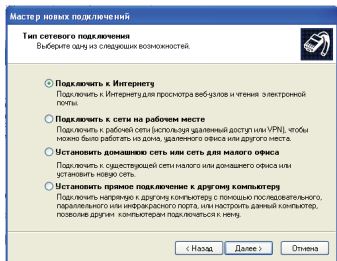 Мастер новых подключений
Тип сетевого подключения
Выберите одну из следующих возможностей.
Подключить к Интернету
Подключить к Интернету для просмотра веб-узлов и чтения электронной
почты.
Подключить к сети на рабочем месте
Подключить к рабочей сети (используя удаленный доступ или VPN), чтобы
можно было работать из дома, удаленного офиса или другого места.
Установить домашнюю сеть или сеть для малого офиса
Подключить к существующей сети малого или домашнего офиса или
установить новую сеть.
Установить прямое подключение к другому компьютеру
Подключить напрямую к другому компьютеру с помощью последовательного,
параллельного или инфракрасного порта, или настроить данный компьютер,
позволив другим компьютерам подключаться к нему.
< Назад Далее > Отмена